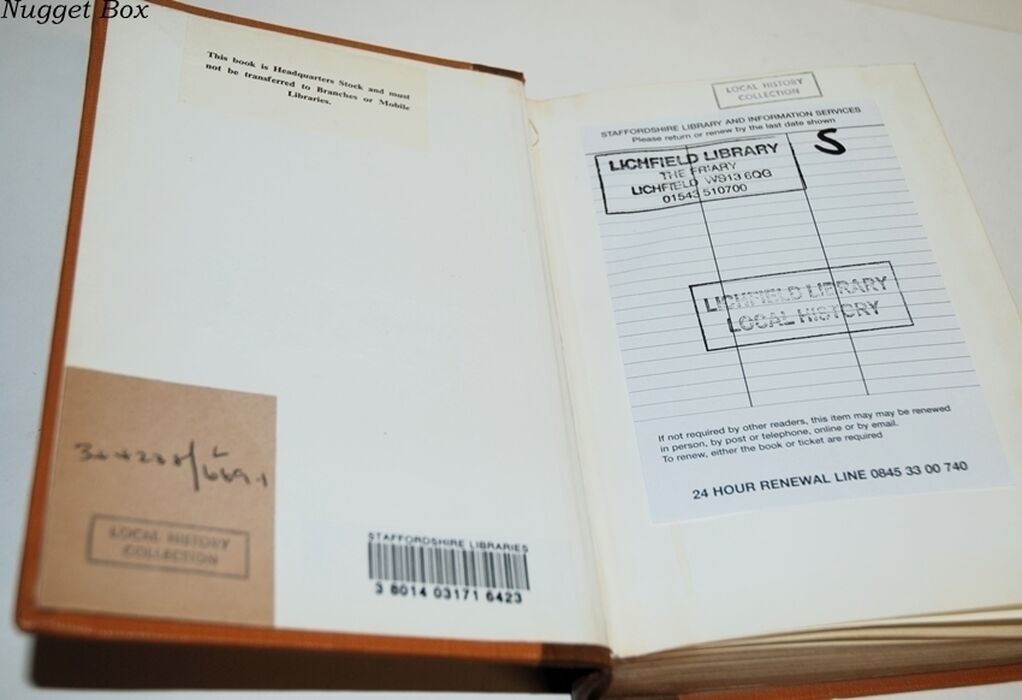 Nugget Box
This book is Headquarters Stock and must
not be transferred to Branches or Mobile
Libraries.
LOCAL HISTORY
COLLECTION
STAFFORDSHIRE LIBRARIES
3 8014 03171 6423
LOCAL HISTORY
COLLECTION
STAFFORDSHIRE LIBRARY AND INFORMATION SERVICES
Please return or renew by the last date shown
S
LICHFIELD LIBRARY
THE FRIARY
LICHFIELD WS13 6QG
01543 510700
LICHFIELD LIBRARY
LOCAL HISTORY
If not required by other readers, this item may may be renewed
in person, by post or telephone, online or by email.
To renew, either the book or ticket are required
24 HOUR RENEWAL LINE 0845 33 00 740